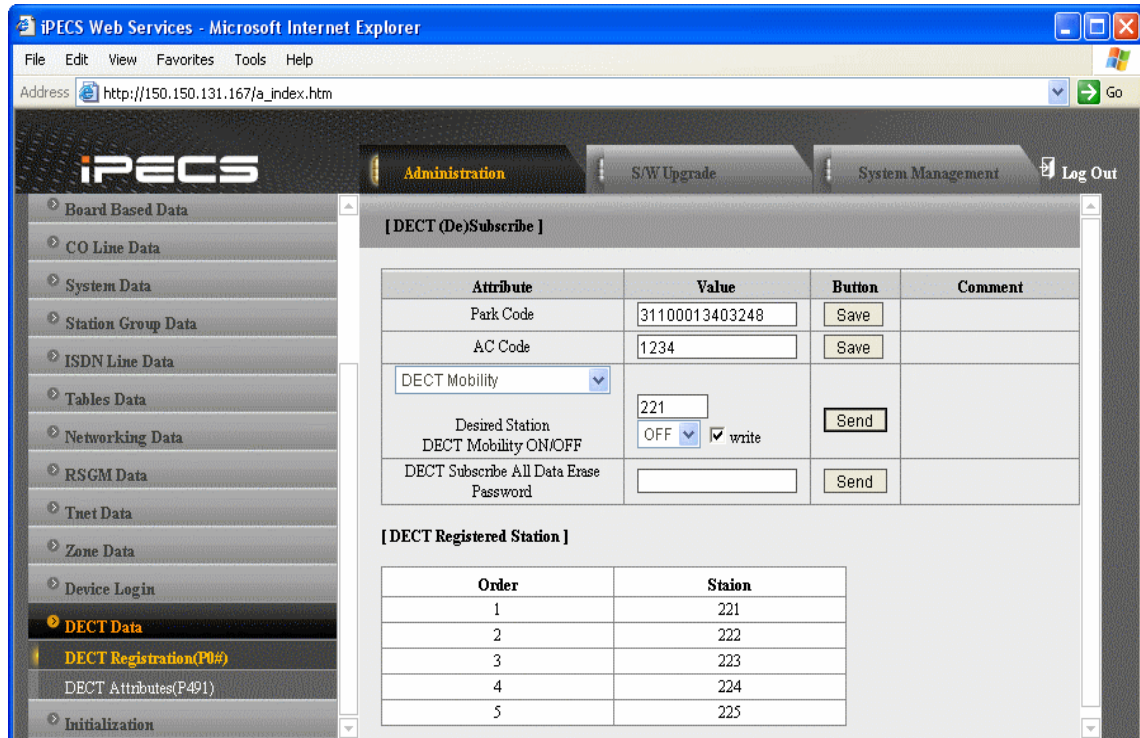 iPECS Web Services - Microsoft Internet Explorer
File Edit View Favorites Tools Help
Address http://150.150.131.167/a_index.htm Go
iPECS
Administration S/W Upgrade System Management Log Out
Board Based Data
CO Line Data
System Data
Station Group Data
ISDN Line Data
Tables Data
Networking Data
RSGM Data
Tnet Data
Zone Data
Device Login
DECT Data
DECT Registration(P0#)
DECT Attributes(P491)
Initialization
[ DECT (De)Subscribe ]
Attribute Value Button Comment
Park Code 31100013403248 Save
AC Code 1234 Save
DECT Mobility
221
Desired Station Send
DECT Mobility ON/OFF OFF write
DECT Subscribe All Data Erase
Password Send
[ DECT Registered Station ]
Order Staion
1 221
2 222
3 223
4 224
5 225